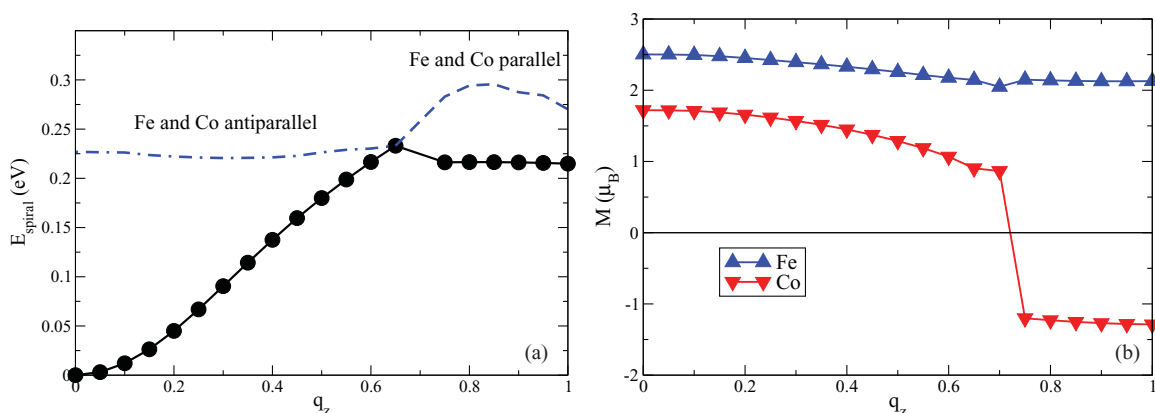 Fe and Co parallel
Fe and Co antiparallel
E_spiral (eV)
0.3
0.25
0.2
0.15
0.1
0.05
0
0 0.2 0.4 0.6 0.8 1
q_z
(a)
M (μ_B)
3
2
1
0
-1
-2
Fe
Co
0 0.2 0.4 0.6 0.8 1
q_z
(b)